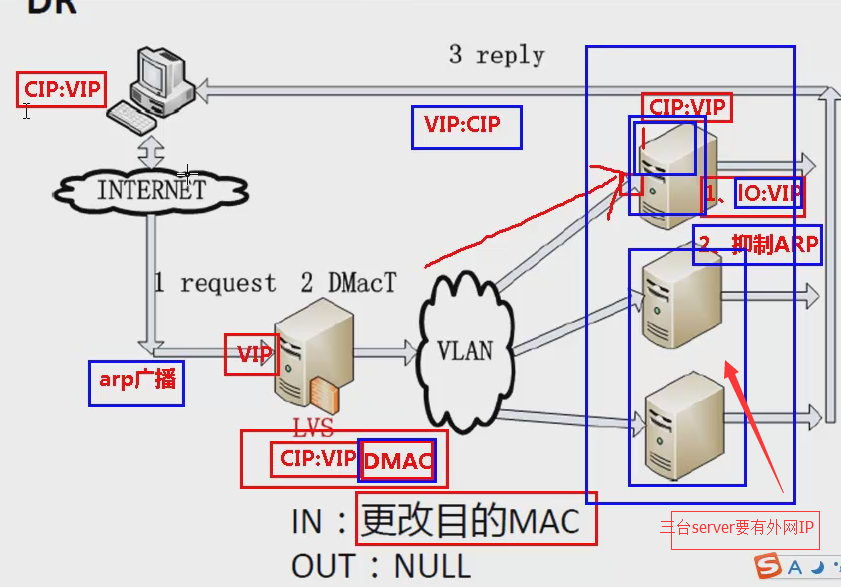 DR
3 reply
CIP:VIP
CIP:VIP
VIP:CIP
INTERNET
1、IO:VIP
2、抑制ARP
1 request
2 DMacT
VIP
VLAN
arp广播
LVS
CIP:VIP
DMAC
IN：更改目的MAC
三台server要有外网IP
OUT：NULL
S A